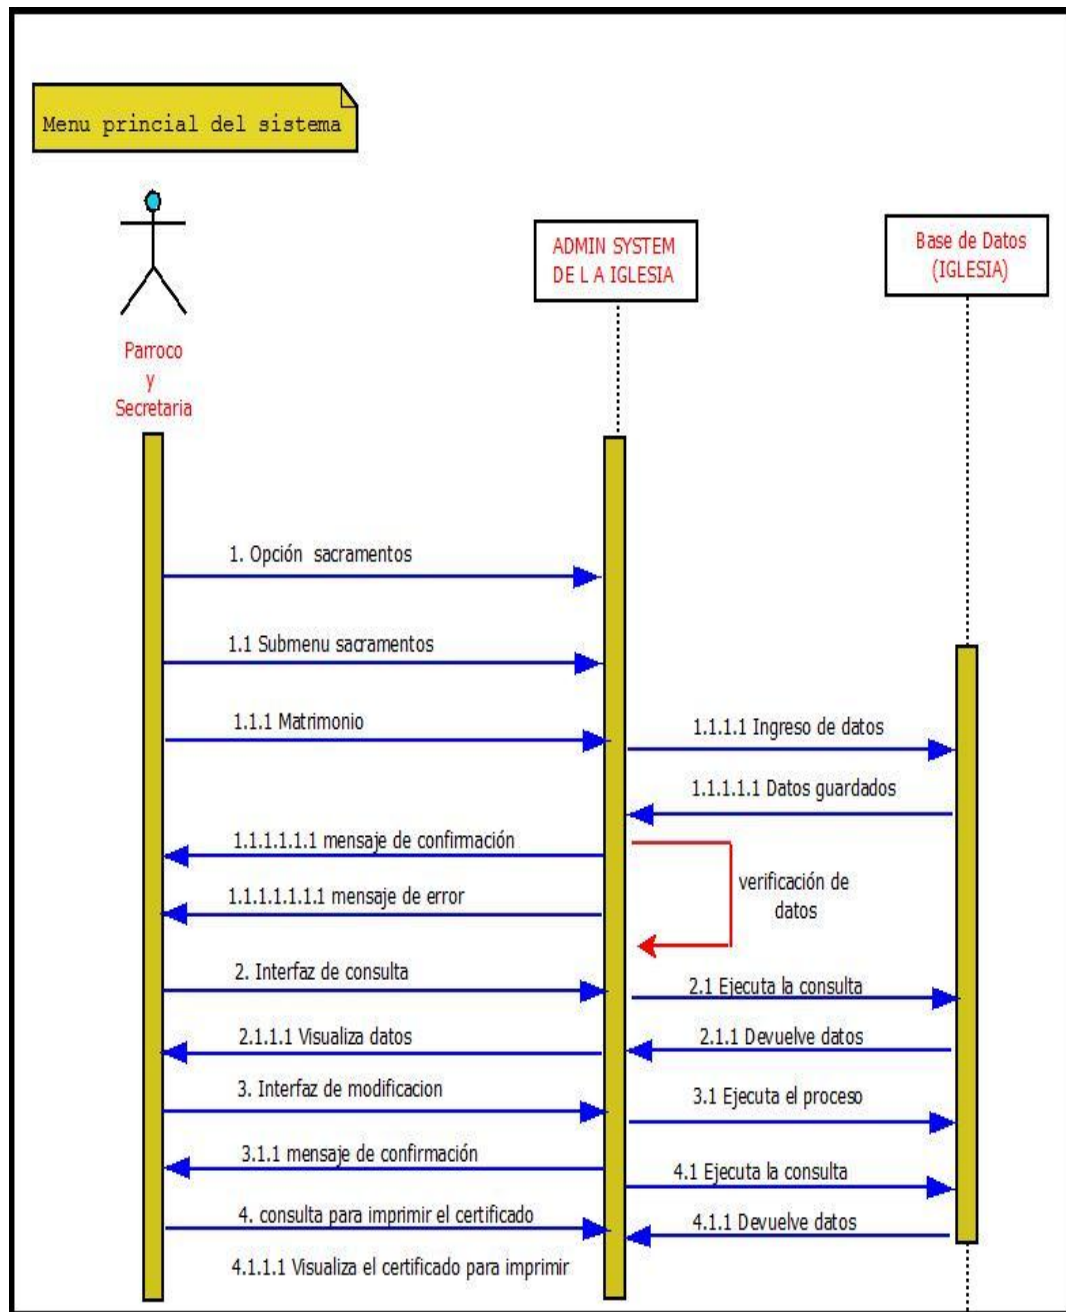 Menu princial del sistema
ADMIN SYSTEM
DE L A IGLESIA
Base de Datos
(IGLESIA)
Parroco
y
Secretaria
1. Opción sacramentos
1.1 Submenu sacramentos
1.1.1 Matrimonio
1.1.1.1 Ingreso de datos
1.1.1.1.1 Datos guardados
1.1.1.1.1.1 mensaje de confirmación
1.1.1.1.1.1.1 mensaje de error
verificación de
datos
2. Interfaz de consulta
2.1 Ejecuta la consulta
2.1.1.1 Visualiza datos
2.1.1 Devuelve datos
3. Interfaz de modificacion
3.1 Ejecuta el proceso
3.1.1 mensaje de confirmación
4.1 Ejecuta la consulta
4. consulta para imprimir el certificado
4.1.1 Devuelve datos
4.1.1.1 Visualiza el certificado para imprimir